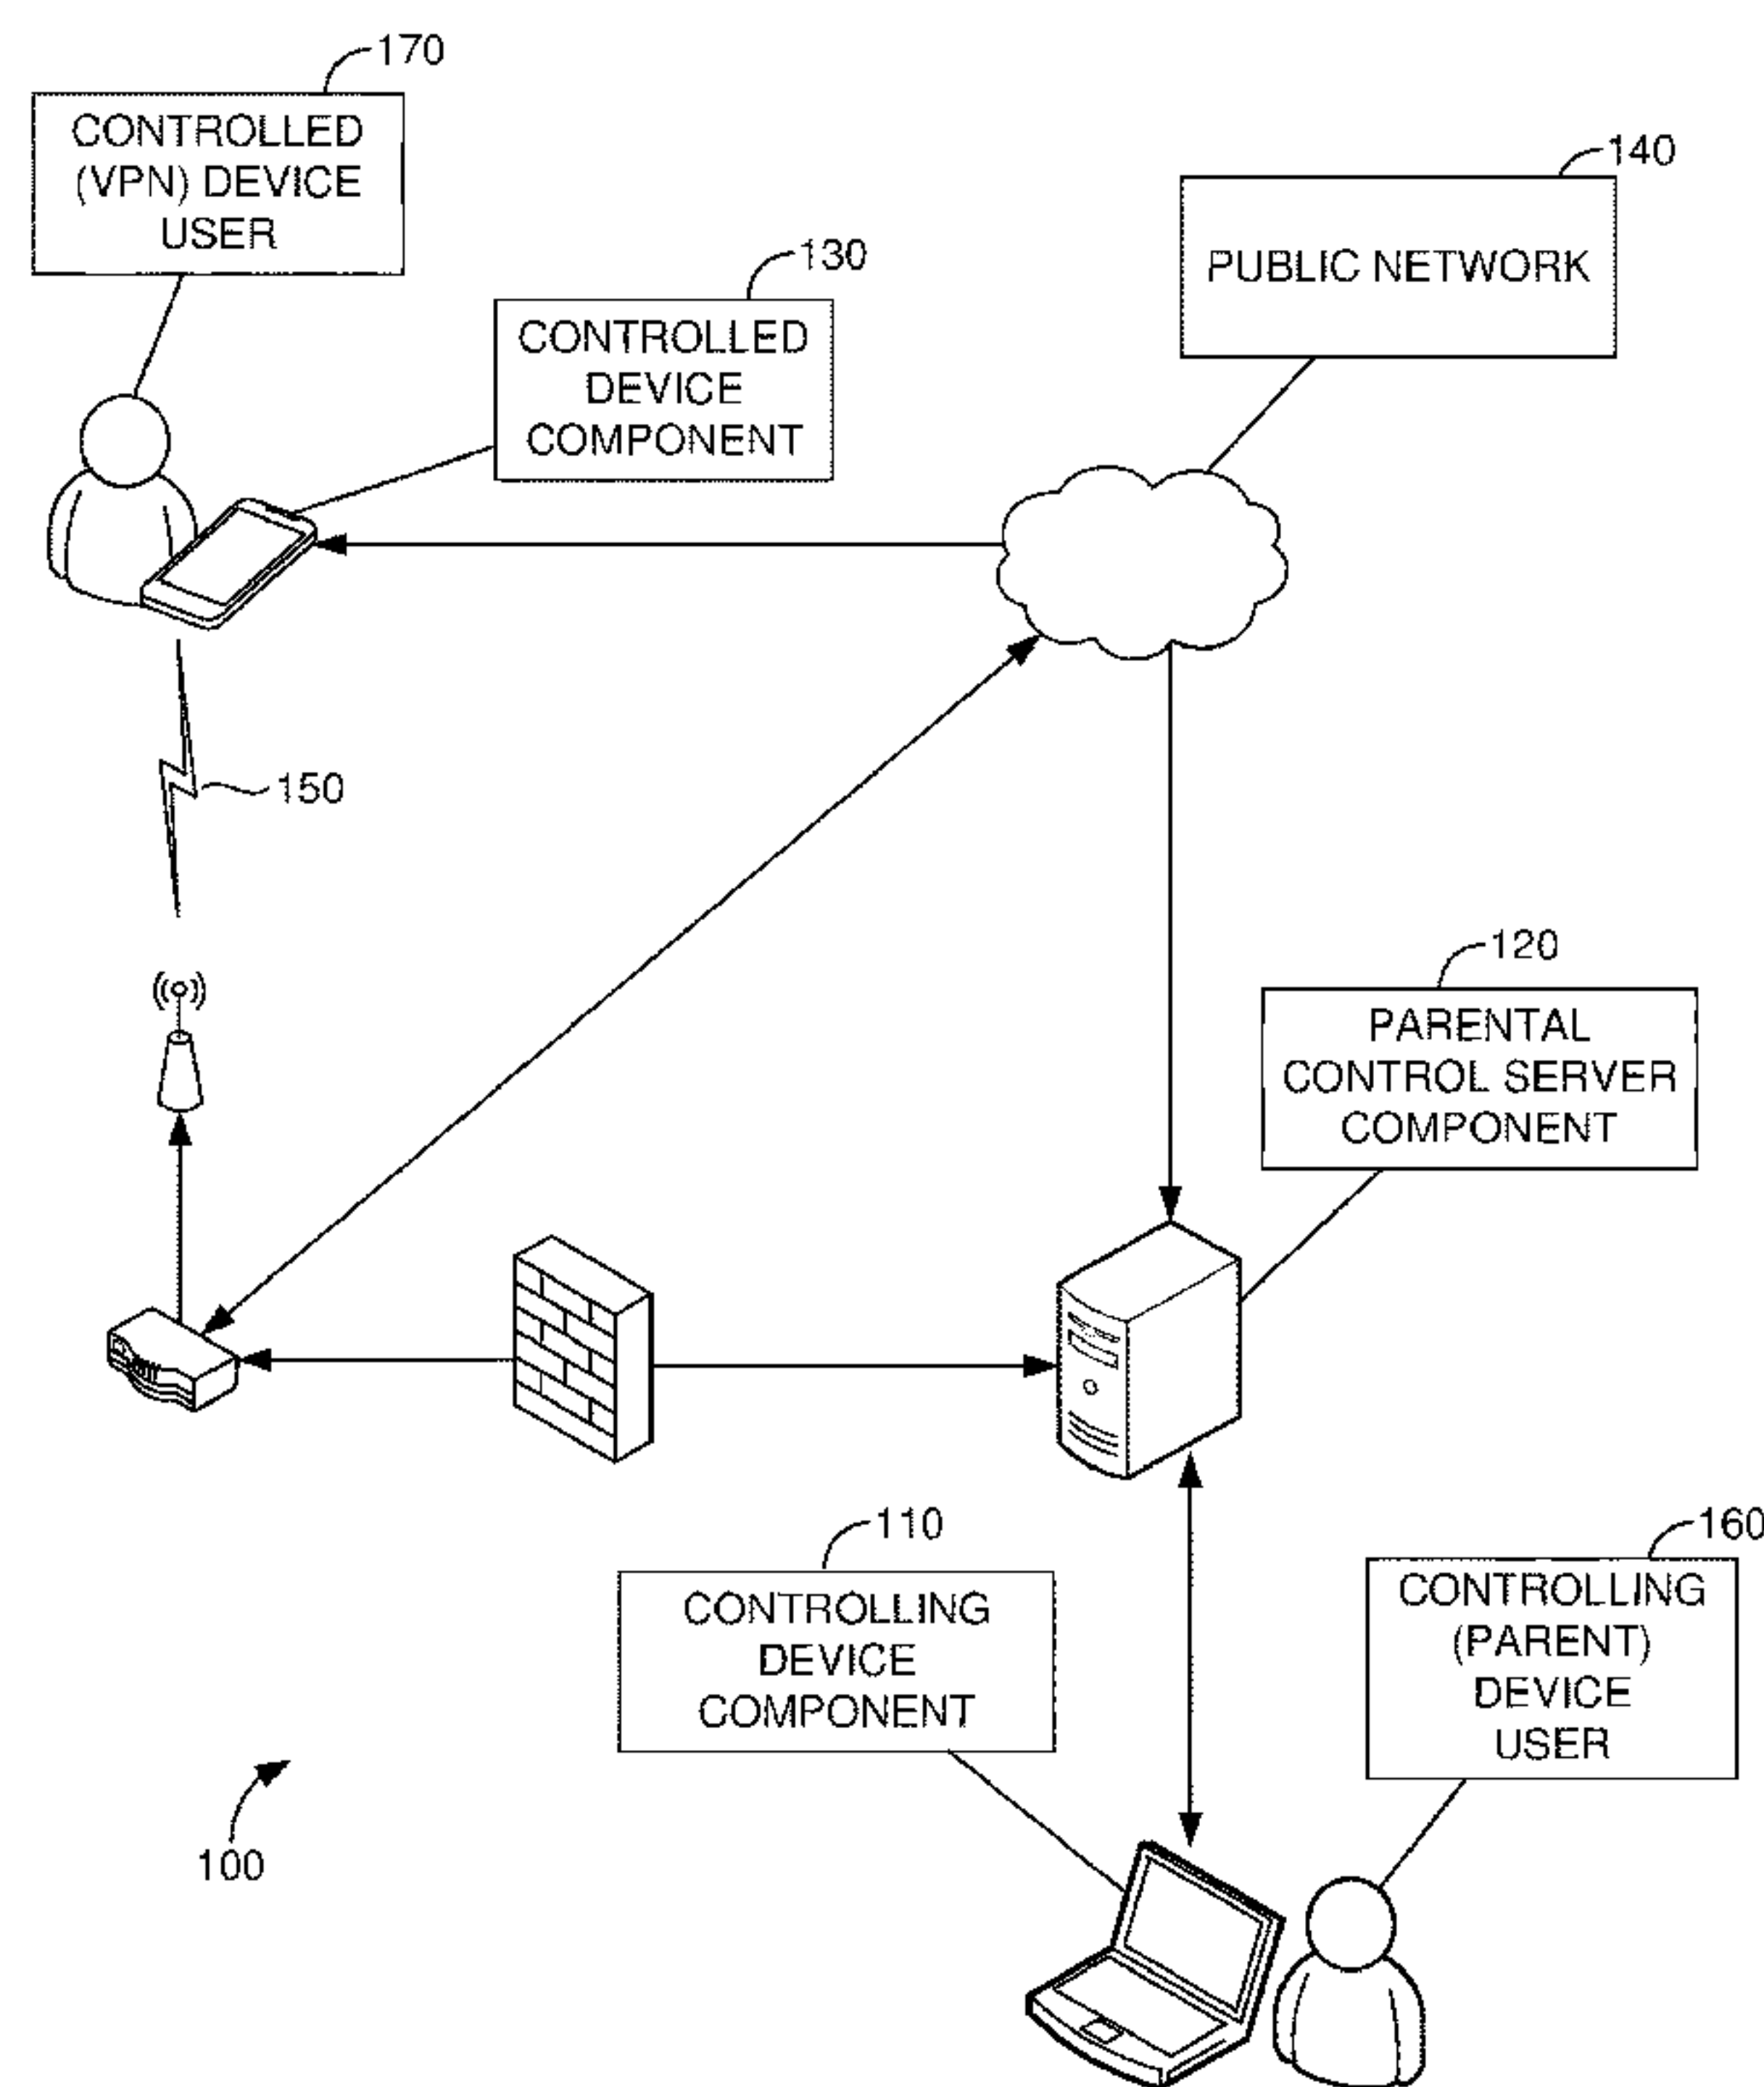 170
CONTROLLED
(VPN) DEVICE
USER
140
PUBLIC NETWORK
130
CONTROLLED
DEVICE
COMPONENT
150
120
PARENTAL
CONTROL SERVER
COMPONENT
110
CONTROLLING
DEVICE
COMPONENT
160
CONTROLLING
(PARENT)
DEVICE
USER
100